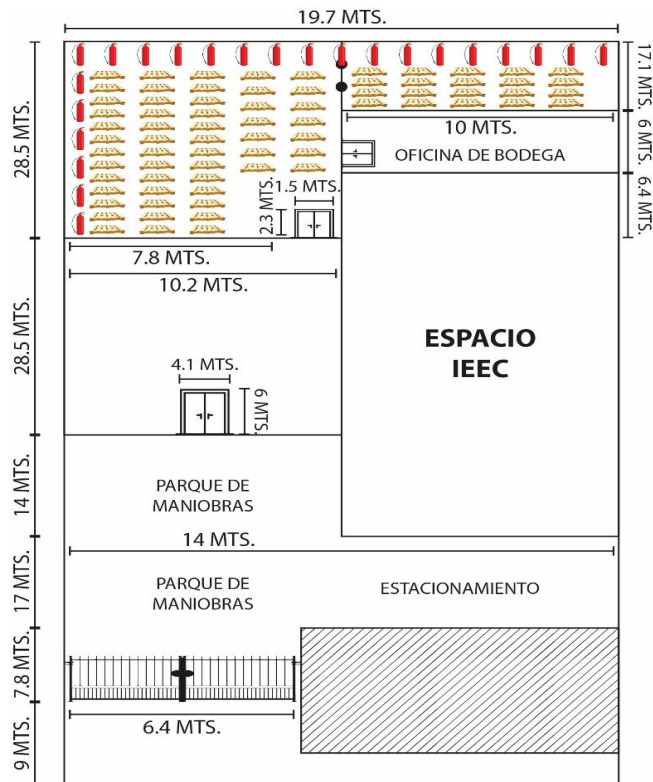 19.7 MTS.
28.5 MTS.
17.1 MTS.
10 MTS.
6 MTS.
OFICINA DE BODEGA
1.5 MTS.
2.3 MTS.
6.4 MTS.
7.8 MTS.
10.2 MTS.
28.5 MTS.
ESPACIO
IEEC
4.1 MTS.
6 MTS.
14 MTS.
PARQUE DE
MANIOBRAS
14 MTS.
17 MTS.
PARQUE DE
MANIOBRAS
ESTACIONAMIENTO
7.8 MTS.
6.4 MTS.
9 MTS.